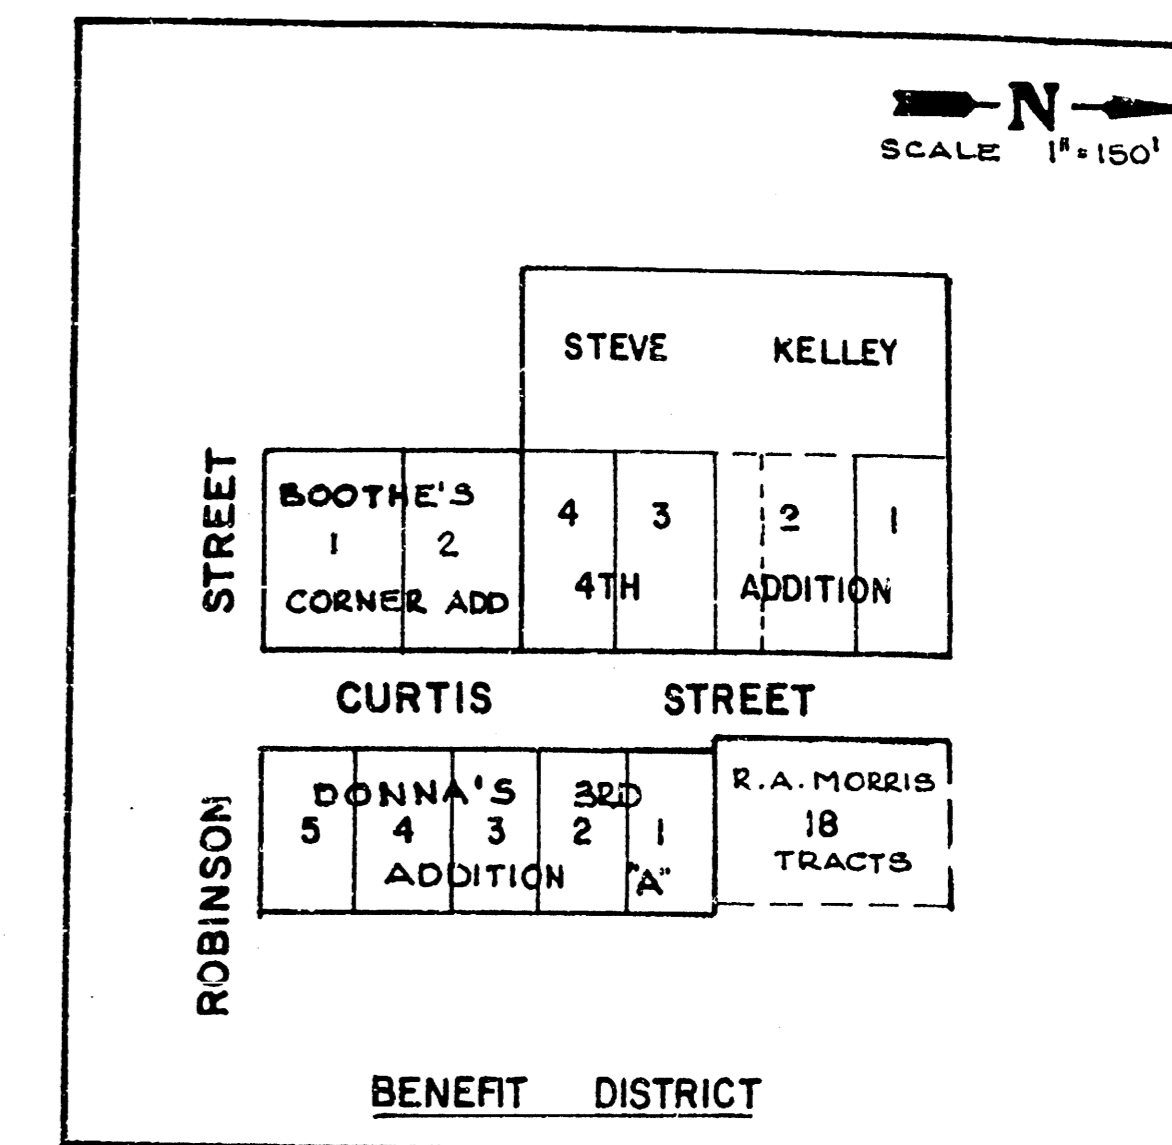 N
SCALE 1" = 150'
STEVE KELLEY
BOOTHE'S
1 2
CORNER ADD
4 3 2 1
4TH ADDITION
CURTIS STREET
DONNA'S 3RD
5 4 3 2 1
ADDITION "A"
R.A. MORRIS
18
TRACTS
ROBINSON STREET
BENEFIT DISTRICT